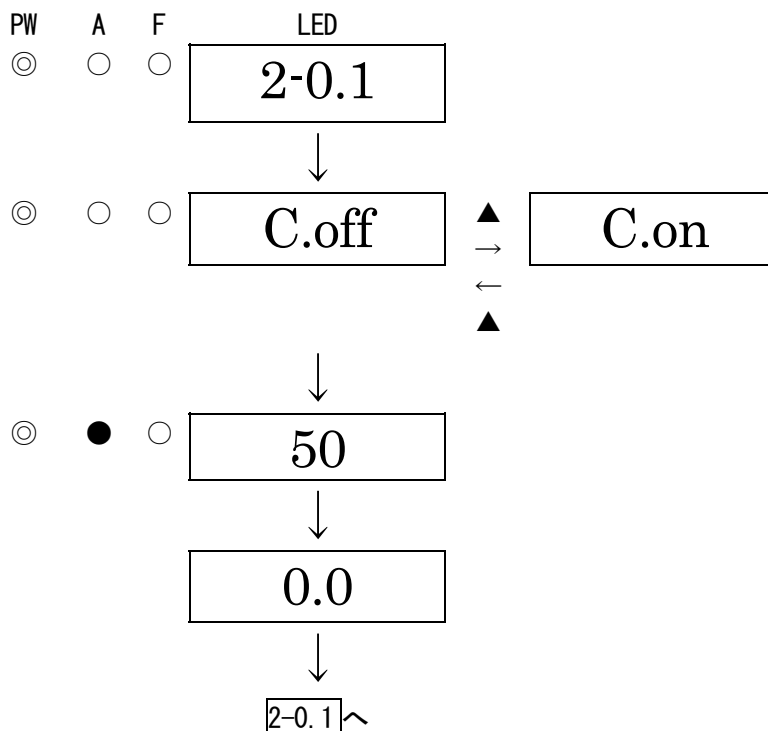 PW A F LED
◎ ○ ○ 2-0.1
↓
◎ ○ ○ C.off ▲ C.on
→
←
▲
↓
◎ ● ○ 50
↓
0.0
↓
2-0.1へ